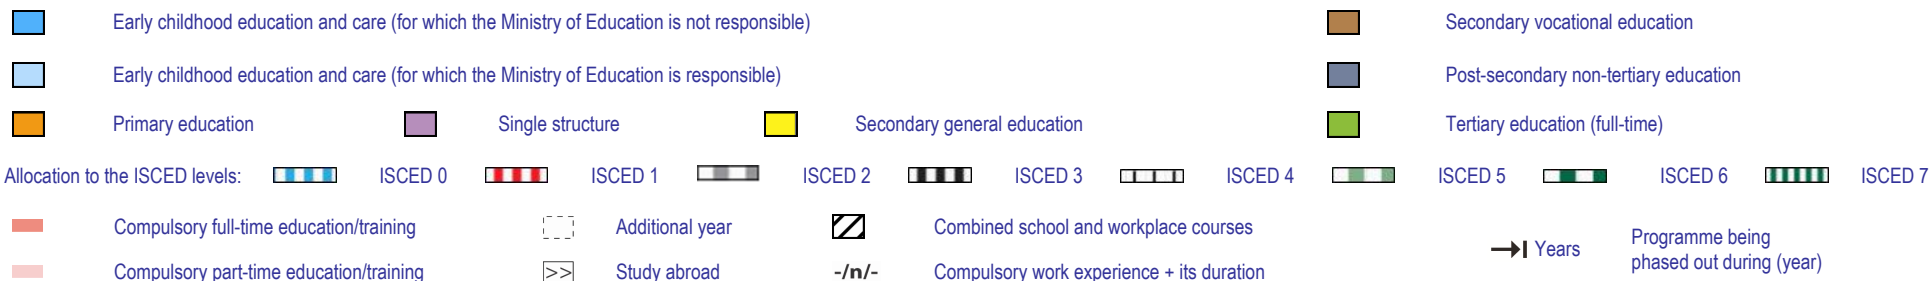 Early childhood education and care (for which the Ministry of Education is not responsible) Secondary vocational education
Early childhood education and care (for which the Ministry of Education is responsible) Post-secondary non-tertiary education
Primary education Single structure Secondary general education Tertiary education (full-time)
Allocation to the ISCED levels: ISCED 0 ISCED 1 ISCED 2 ISCED 3 ISCED 4 ISCED 5 ISCED 6 ISCED 7
Compulsory full-time education/training Additional year Combined school and workplace courses
Years
Programme being
phased out during (year)
Compulsory part-time education/training >> Study abroad -/n/- Compulsory work experience + its duration